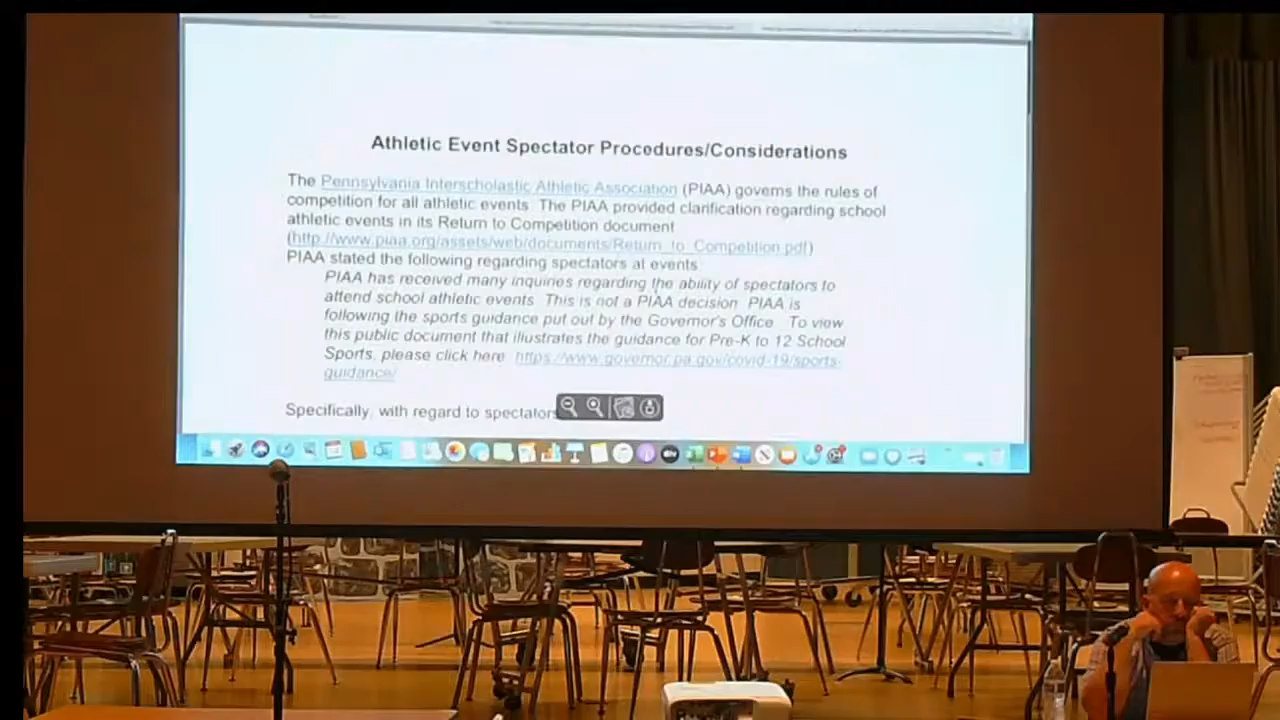 Athletic Event Spectator Procedures/Considerations
The Pennsylvania Interscholastic Athletic Association (PIAA) governs the rules of
competition for all athletic events. The PIAA provided clarification regarding school
athletic events in its Return to Competition document
(http://www.piaa.org/assets/web/documents/Return_to_Competition.pdf)
PIAA stated the following regarding spectators at events
PIAA has received many inquiries regarding the ability of spectators to
attend school athletic events. This is not a PIAA decision. PIAA is
following the sports guidance put out by the Governor's Office. To view
this public document that illustrates the guidance for Pre-K to 12 School
Sports, please click here https://www.governor.pa.gov/covid-19/sports-
guidance/
Specifically, with regard to spectators